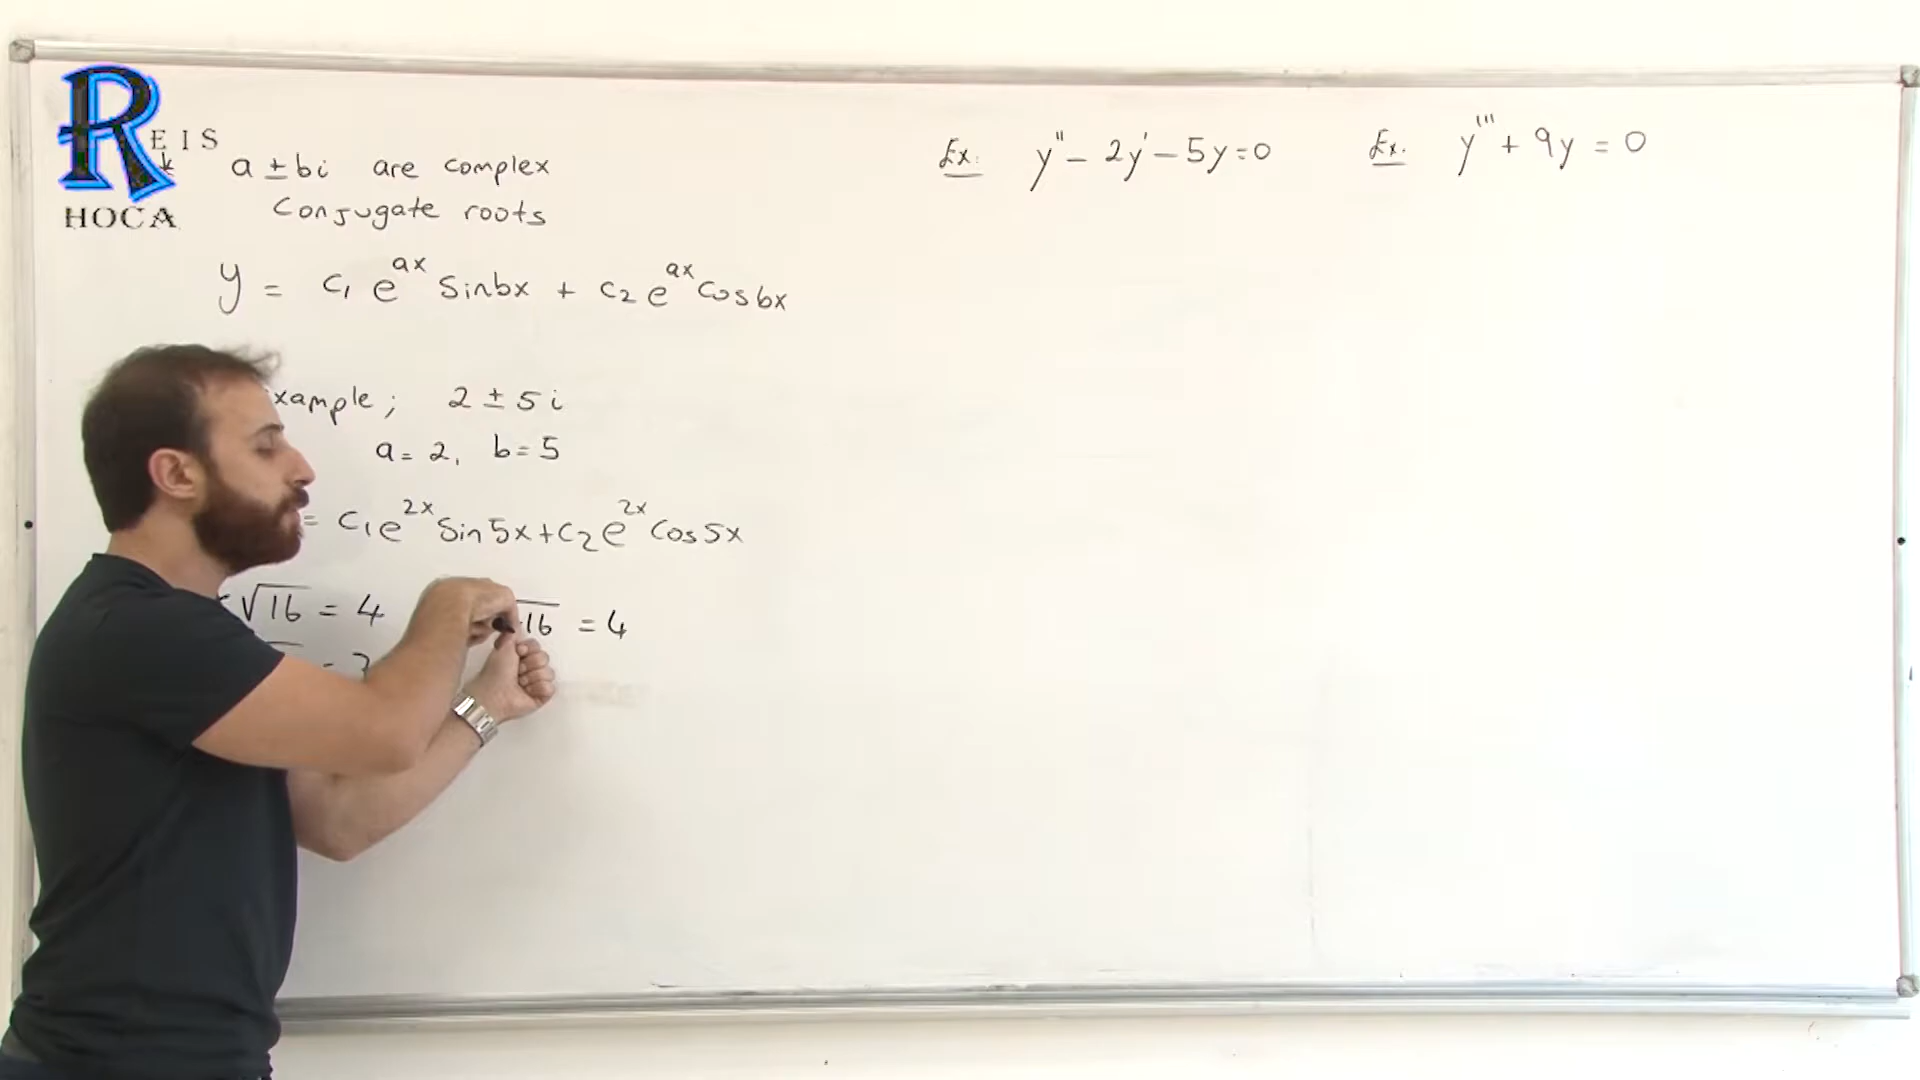 R EIS
HOCA
a ± bi are complex
Conjugate roots
y = c₁ e^ax Sinbx + c₂ e^ax Cosbx
xample; 2 ± 5i
a = 2, b = 5
= c₁e^2x Sin5x + c₂e^2x Cos5x
√16 = 4
16 = 4
Ex: y'' - 2y' - 5y = 0
Ex. y''' + 9y = 0